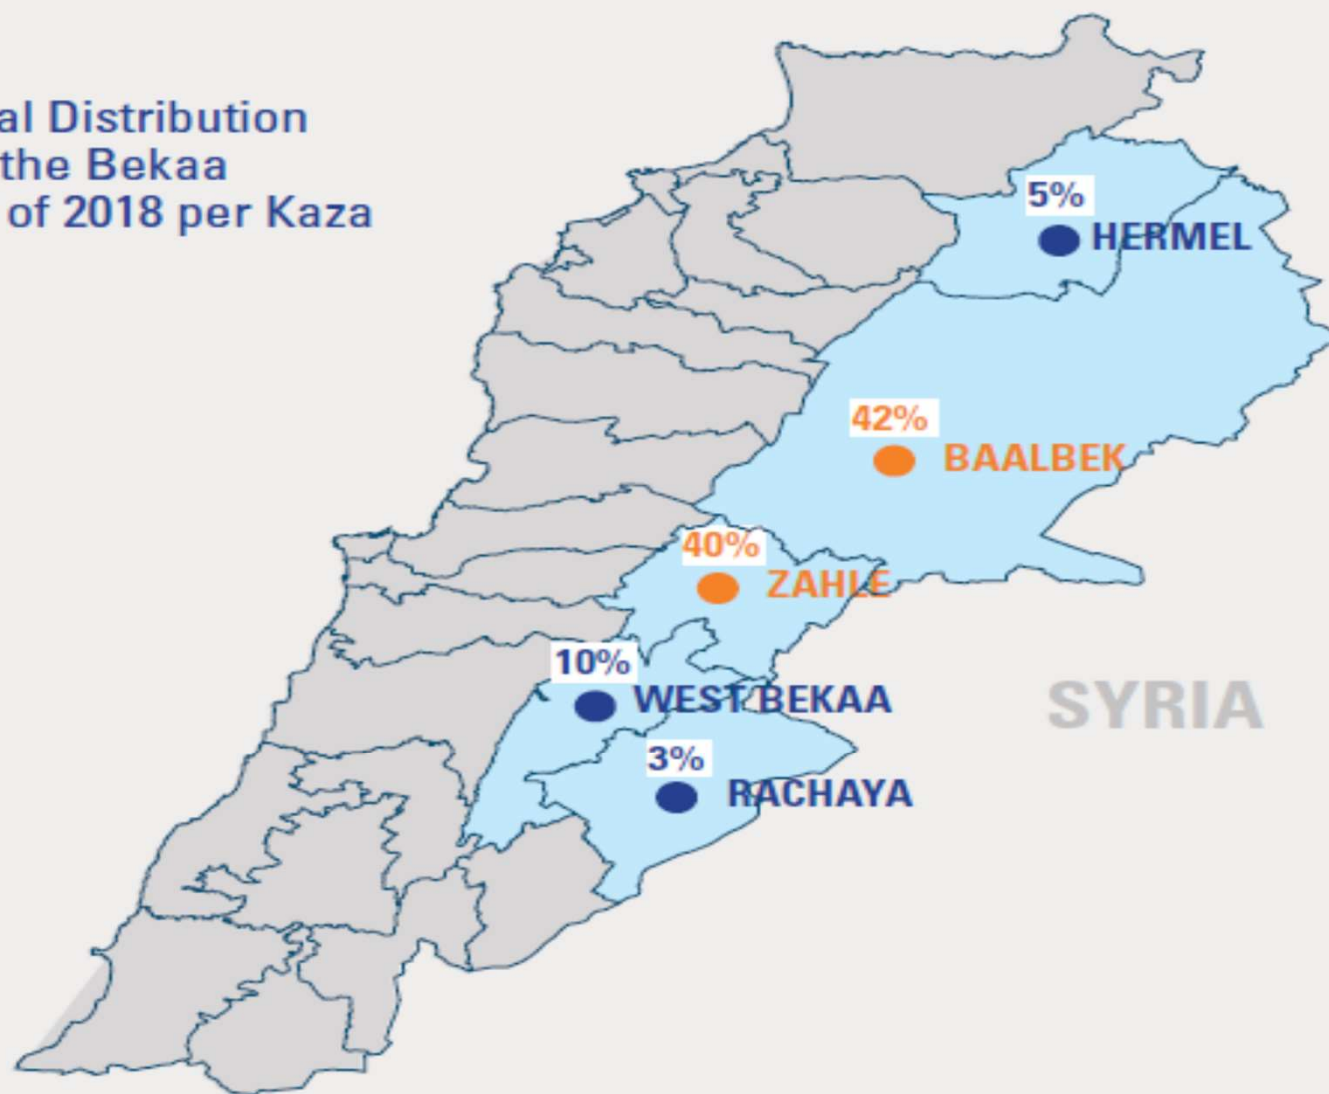 al Distribution
the Bekaa
of 2018 per Kaza
5%
HERMEL
42%
BAALBEK
40%
ZAHLE
10%
WEST BEKAA
3%
RACHAYA
SYRIA